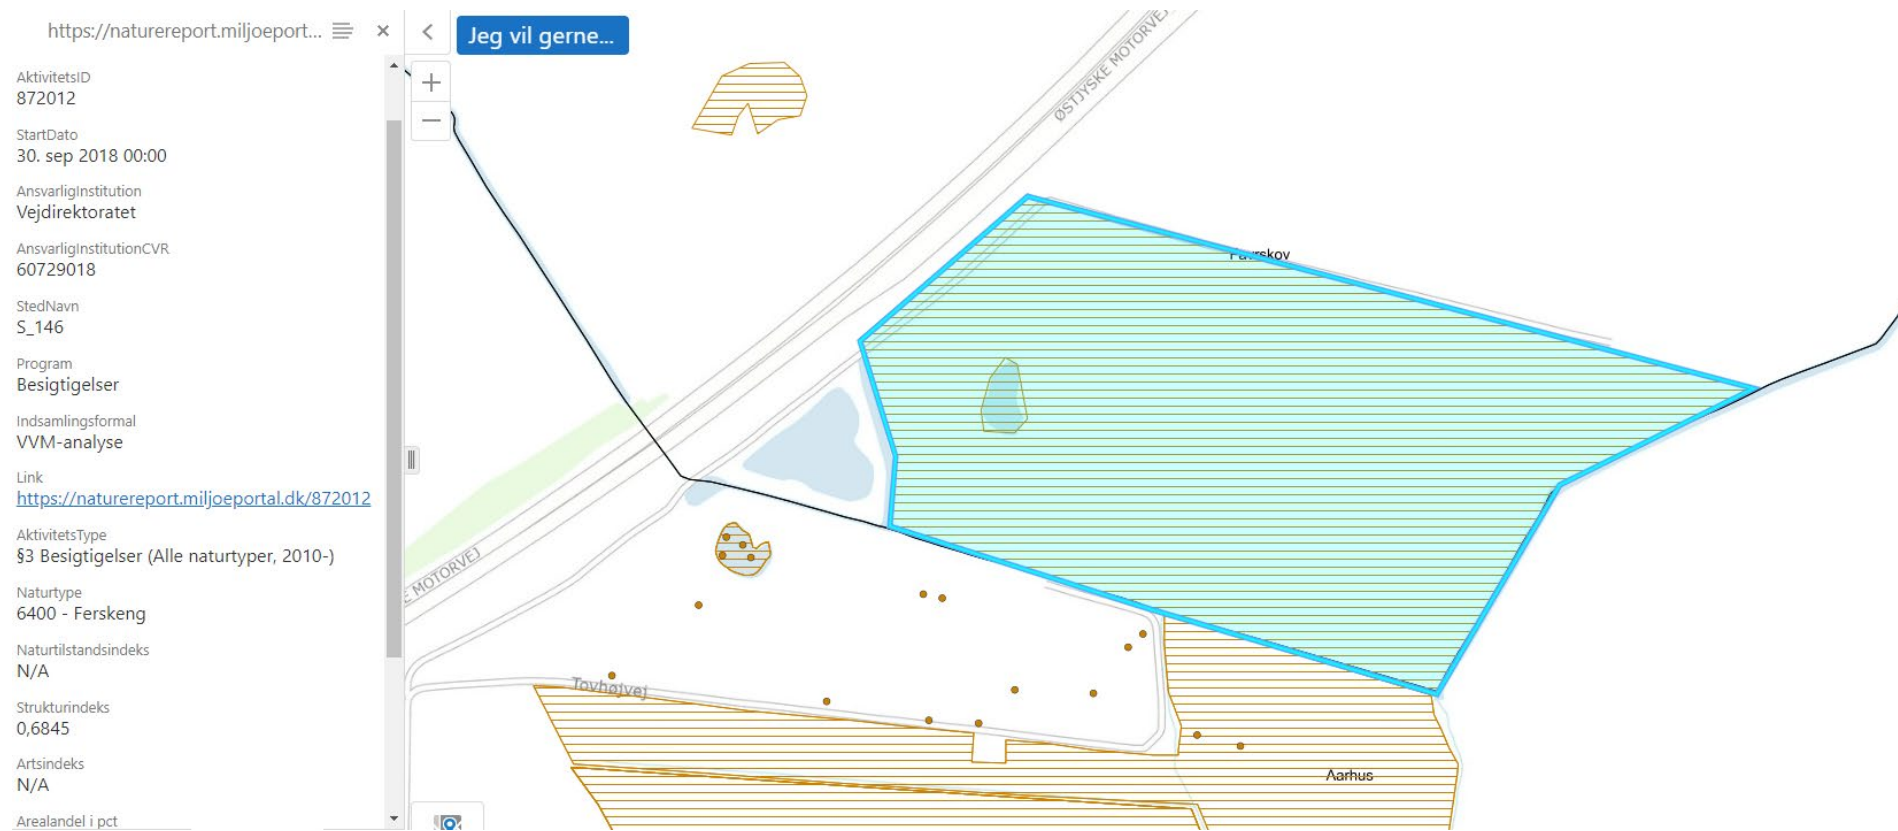 https://naturereport.miljoeport...
AktivitetsID
872012
StartDato
30. sep 2018 00:00
AnsvarligInstitution
Vejdirektoratet
AnsvarligInstitutionCVR
60729018
StedNavn
S_146
Program
Besigtigelser
Indsamlingsformal
VVM-analyse
Link
https://naturereport.miljoeportal.dk/872012
AktivitetsType
§3 Besigtigelser (Alle naturtyper, 2010-)
Naturtype
6400 - Ferskeng
Naturtilstandsindeks
N/A
Strukturindeks
0,6845
Artsindeks
N/A
Arealandel i pct
Jeg vil gerne...
ØSTJYSKE MOTORVEJ
Favrskov
E MOTORVEJ
Tovhøjvej
Aarhus